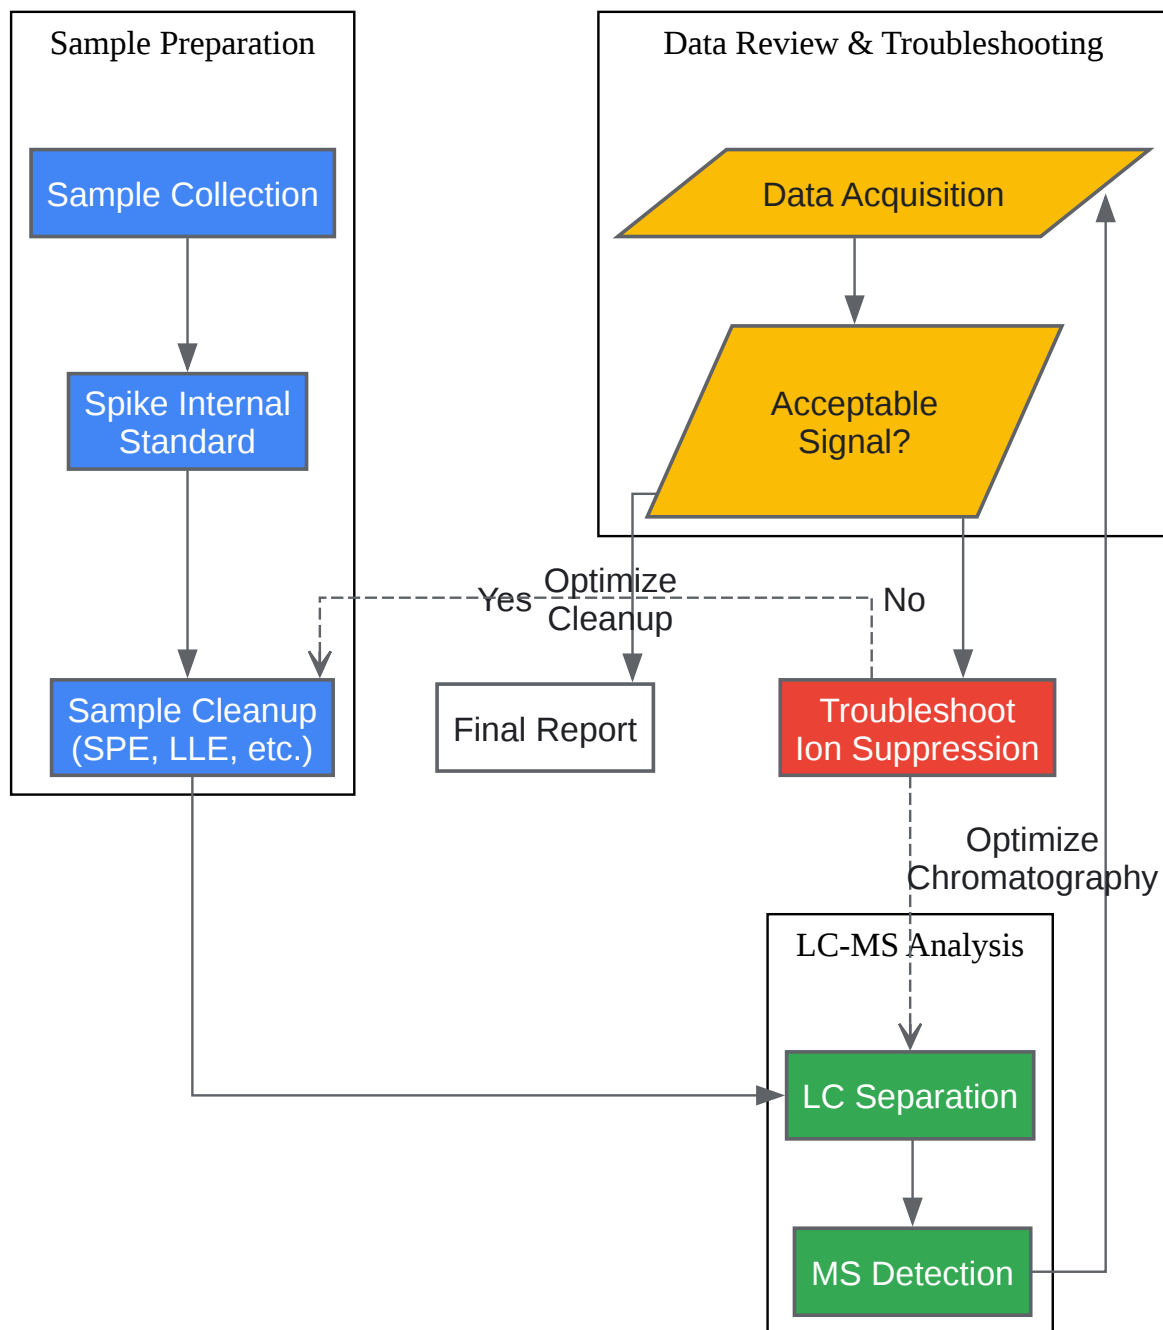 Sample Preparation
Data Review & Troubleshooting
Sample Collection
Data Acquisition
Spike Internal
Standard
Acceptable
Signal?
Yes
Optimize
Cleanup
No
Sample Cleanup
(SPE, LLE, etc.)
Final Report
Troubleshoot
Ion Suppression
Optimize
Chromatography
LC-MS Analysis
LC Separation
MS Detection